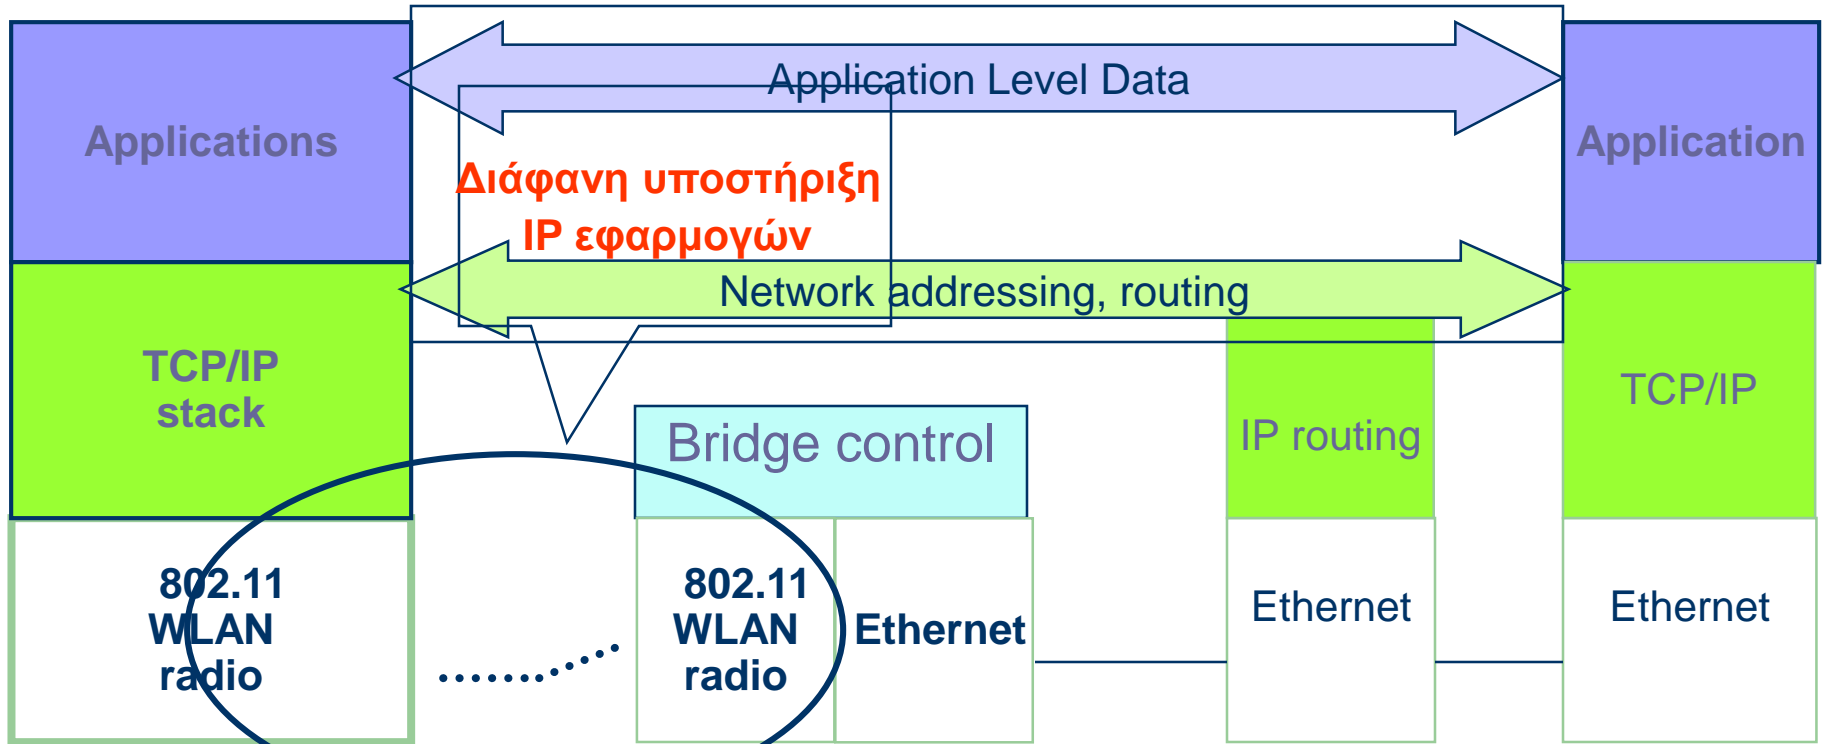 Application Level Data
Applications
Application
Διάφανη υποστήριξη
IP εφαρμογών
Network addressing, routing
TCP/IP
stack
Bridge control
IP routing
TCP/IP
802.11
WLAN
radio
802.11
WLAN
radio
Ethernet
Ethernet
Ethernet